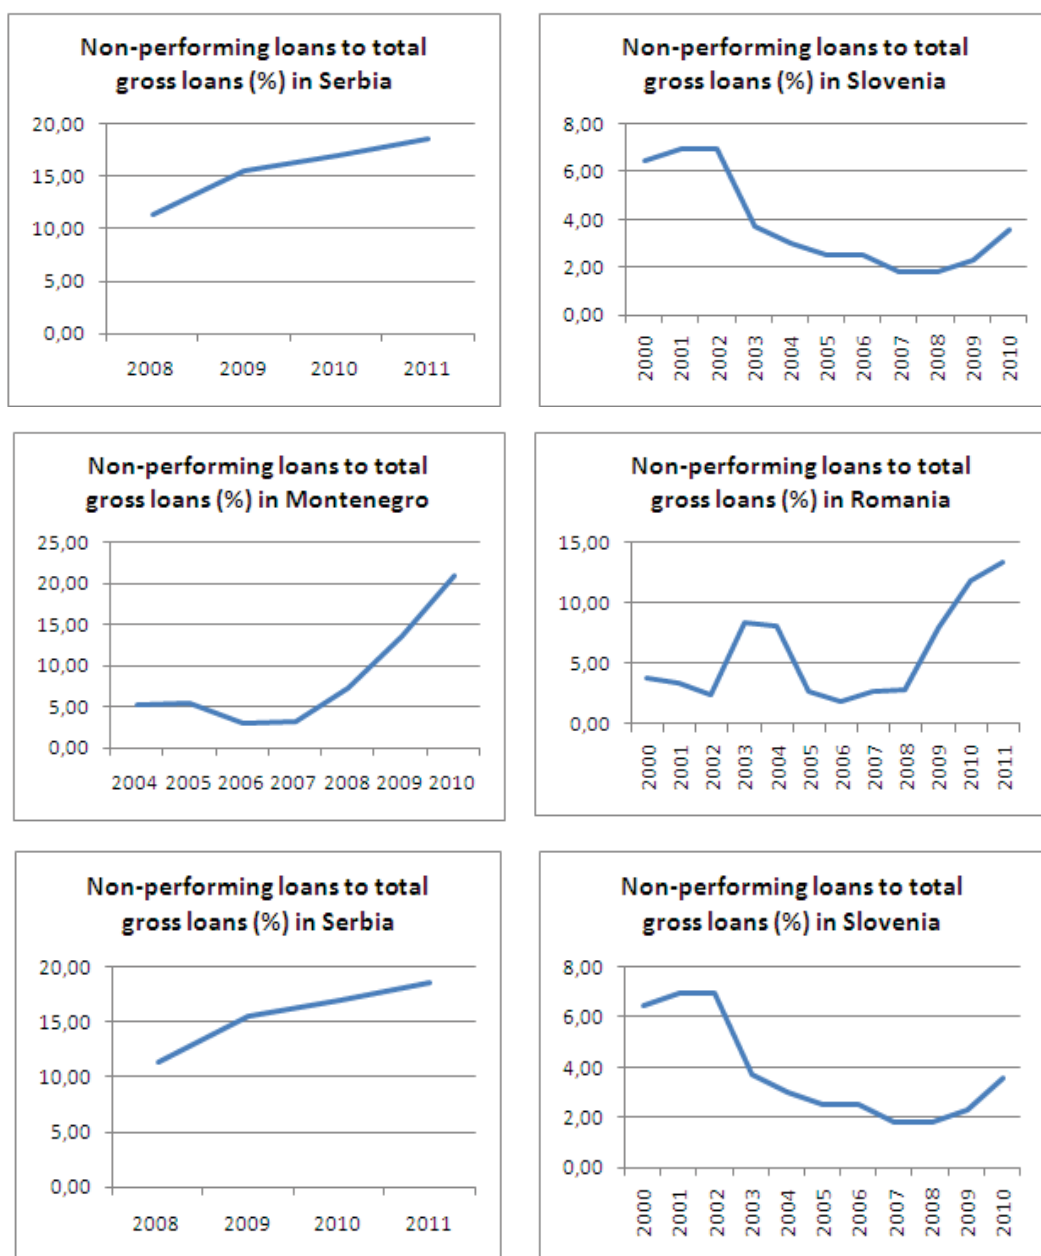 Non-performing loans to total
gross loans (%) in Serbia
20,00
15,00
10,00
5,00
0,00
2008 2009 2010 2011
Non-performing loans to total
gross loans (%) in Slovenia
8,00
6,00
4,00
2,00
0,00
2000 2001 2002 2003 2004 2005 2006 2007 2008 2009 2010
Non-performing loans to total
gross loans (%) in Montenegro
25,00
20,00
15,00
10,00
5,00
0,00
2004 2005 2006 2007 2008 2009 2010
Non-performing loans to total
gross loans (%) in Romania
15,00
10,00
5,00
0,00
2000 2001 2002 2003 2004 2005 2006 2007 2008 2009 2010 2011
Non-performing loans to total
gross loans (%) in Serbia
20,00
15,00
10,00
5,00
0,00
2008 2009 2010 2011
Non-performing loans to total
gross loans (%) in Slovenia
8,00
6,00
4,00
2,00
0,00
2000 2001 2002 2003 2004 2005 2006 2007 2008 2009 2010